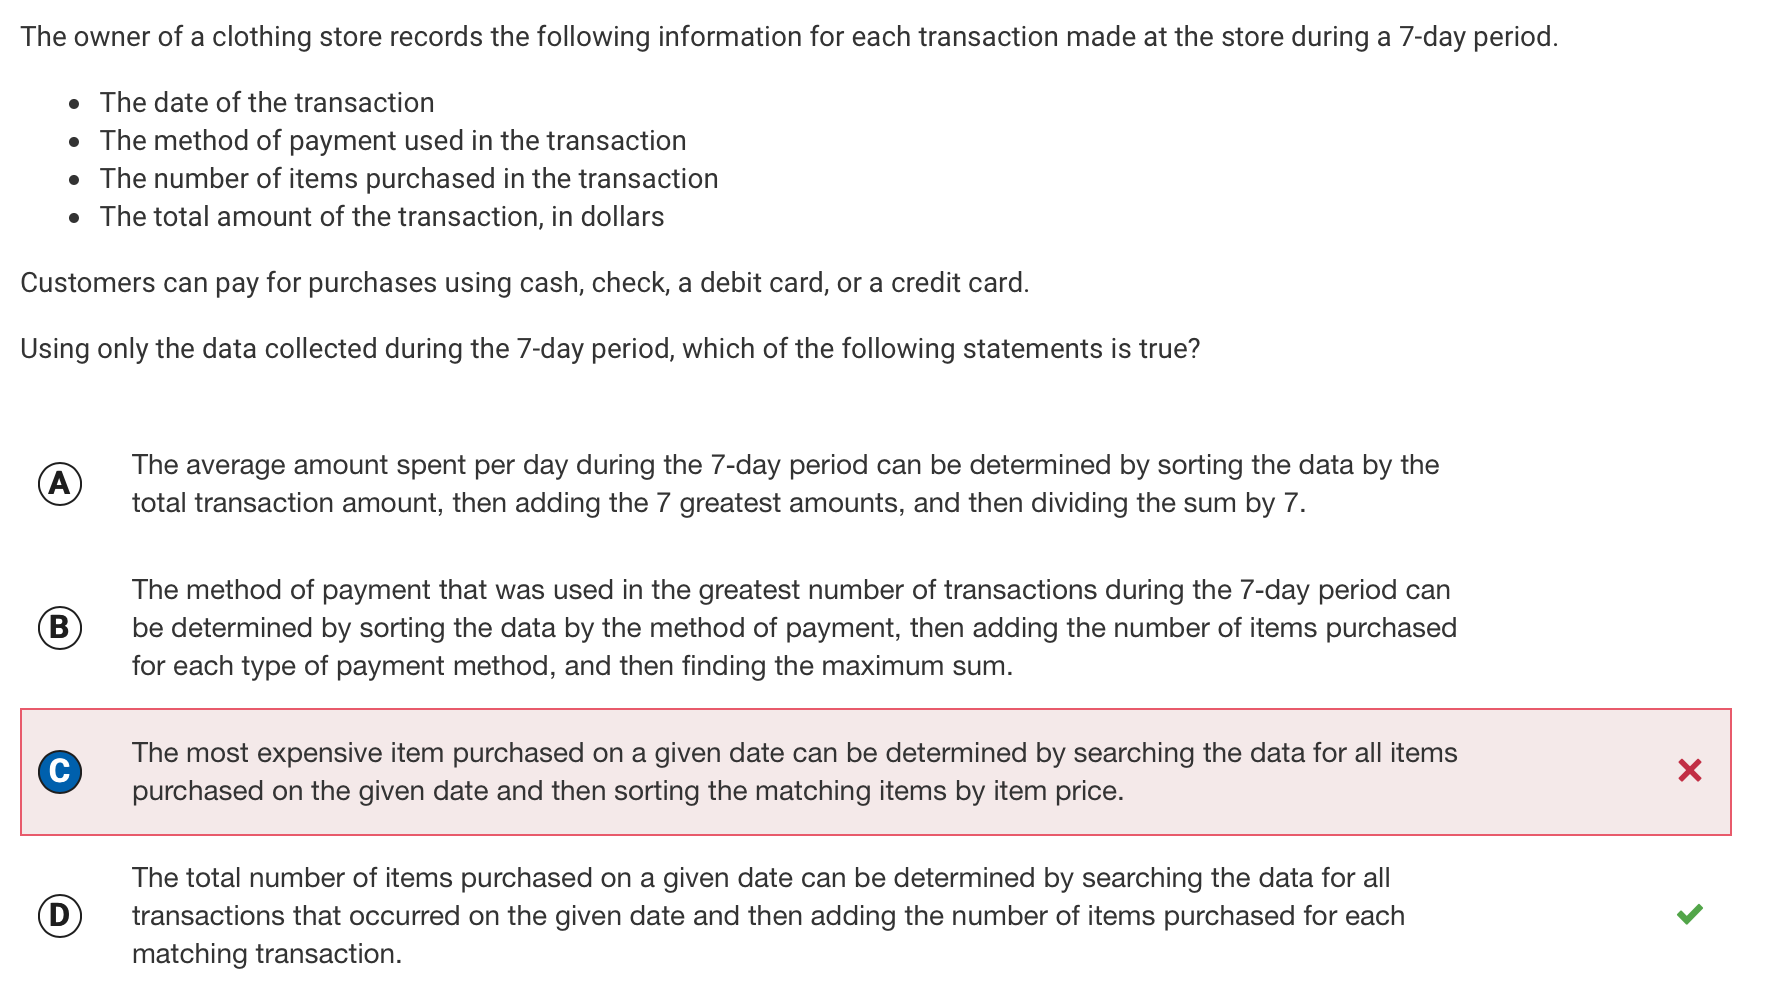 The owner of a clothing store records the following information for each transaction made at the store during a 7-day period.
• The date of the transaction
• The method of payment used in the transaction
• The number of items purchased in the transaction
• The total amount of the transaction, in dollars
Customers can pay for purchases using cash, check, a debit card, or a credit card.
Using only the data collected during the 7-day period, which of the following statements is true?
A The average amount spent per day during the 7-day period can be determined by sorting the data by the
total transaction amount, then adding the 7 greatest amounts, and then dividing the sum by 7.
The method of payment that was used in the greatest number of transactions during the 7-day period can
B be determined by sorting the data by the method of payment, then adding the number of items purchased
for each type of payment method, and then finding the maximum sum.
C The most expensive item purchased on a given date can be determined by searching the data for all items
purchased on the given date and then sorting the matching items by item price.
The total number of items purchased on a given date can be determined by searching the data for all
D transactions that occurred on the given date and then adding the number of items purchased for each
matching transaction.